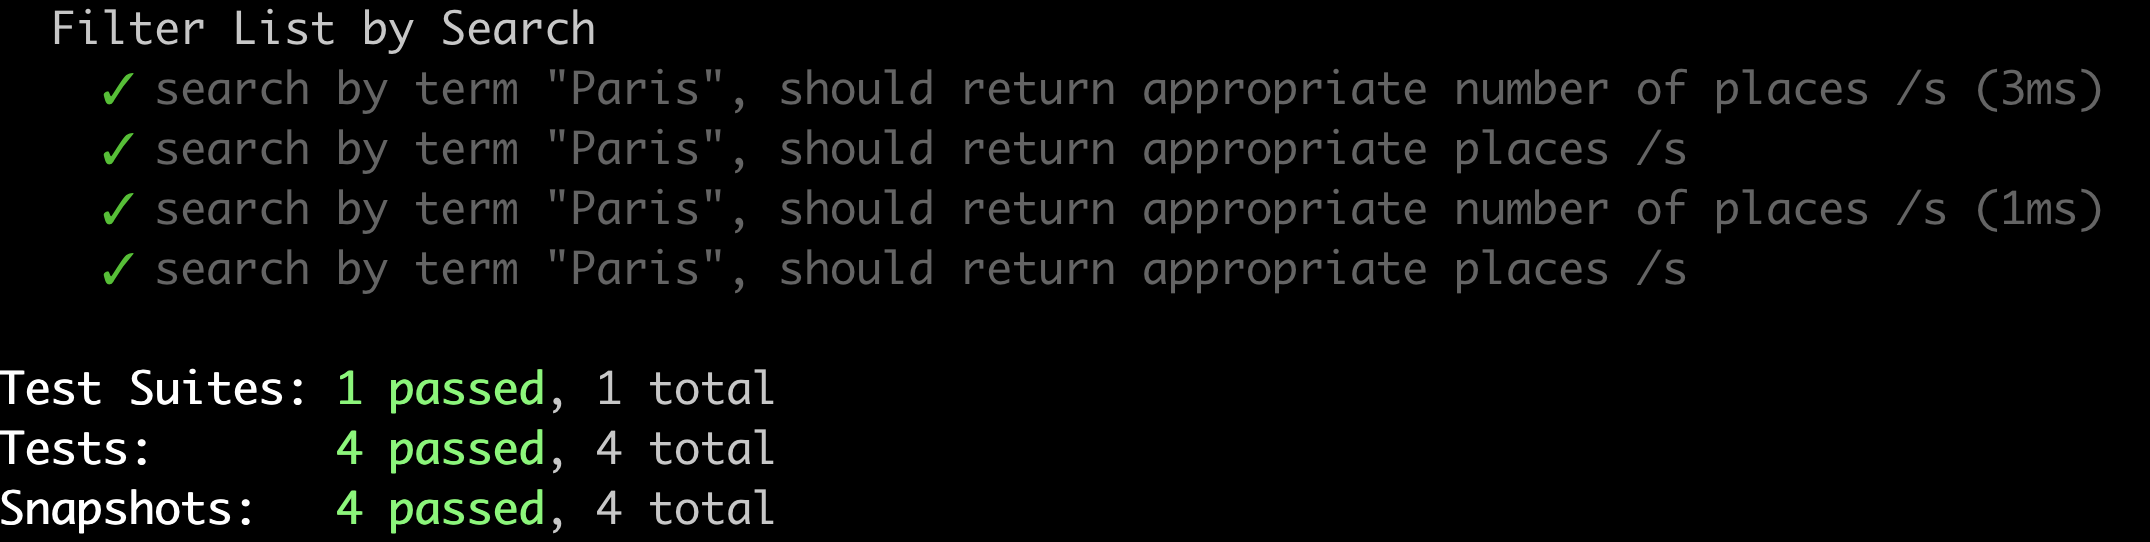 Filter List by Search
✓ search by term "Paris", should return appropriate number of places /s (3ms)
✓ search by term "Paris", should return appropriate places /s
✓ search by term "Paris", should return appropriate number of places /s (1ms)
✓ search by term "Paris", should return appropriate places /s
Test Suites: 1 passed, 1 total
Tests: 4 passed, 4 total
Snapshots: 4 passed, 4 total